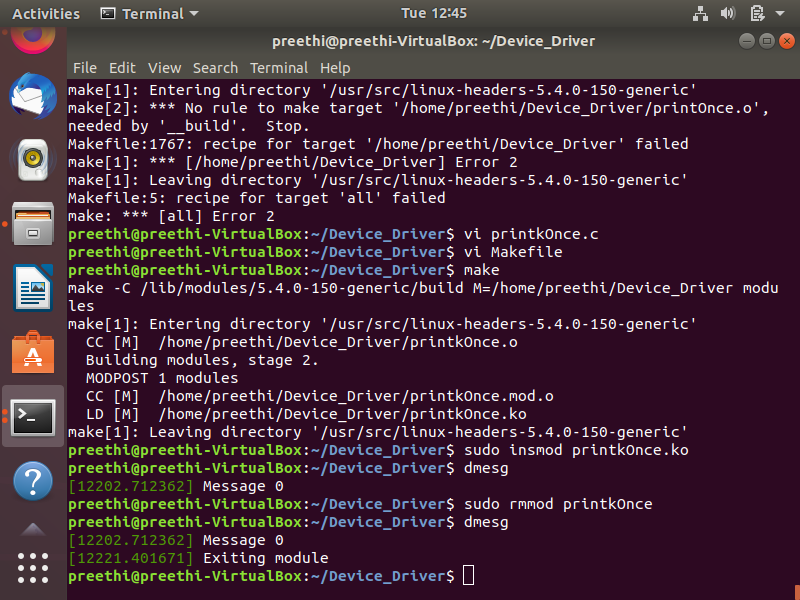 Activities Terminal Tue 12:45
preethi@preethi-VirtualBox: ~/Device_Driver
File Edit View Search Terminal Help
make[1]: Entering directory '/usr/src/linux-headers-5.4.0-150-generic'
make[2]: *** No rule to make target '/home/preethi/Device_Driver/printOnce.o',
needed by '__build'.  Stop.
Makefile:1767: recipe for target '/home/preethi/Device_Driver' failed
make[1]: *** [/home/preethi/Device_Driver] Error 2
make[1]: Leaving directory '/usr/src/linux-headers-5.4.0-150-generic'
Makefile:5: recipe for target 'all' failed
make: *** [all] Error 2
preethi@preethi-VirtualBox:~/Device_Driver$ vi printkOnce.c
preethi@preethi-VirtualBox:~/Device_Driver$ vi Makefile
preethi@preethi-VirtualBox:~/Device_Driver$ make
make -C /lib/modules/5.4.0-150-generic/build M=/home/preethi/Device_Driver modu
les
make[1]: Entering directory '/usr/src/linux-headers-5.4.0-150-generic'
  CC [M]  /home/preethi/Device_Driver/printkOnce.o
  Building modules, stage 2.
  MODPOST 1 modules
  CC [M]  /home/preethi/Device_Driver/printkOnce.mod.o
  LD [M]  /home/preethi/Device_Driver/printkOnce.ko
make[1]: Leaving directory '/usr/src/linux-headers-5.4.0-150-generic'
preethi@preethi-VirtualBox:~/Device_Driver$ sudo insmod printkOnce.ko
preethi@preethi-VirtualBox:~/Device_Driver$ dmesg
[12202.712362] Message 0
preethi@preethi-VirtualBox:~/Device_Driver$ sudo rmmod printkOnce
preethi@preethi-VirtualBox:~/Device_Driver$ dmesg
[12202.712362] Message 0
[12221.401671] Exiting module
preethi@preethi-VirtualBox:~/Device_Driver$